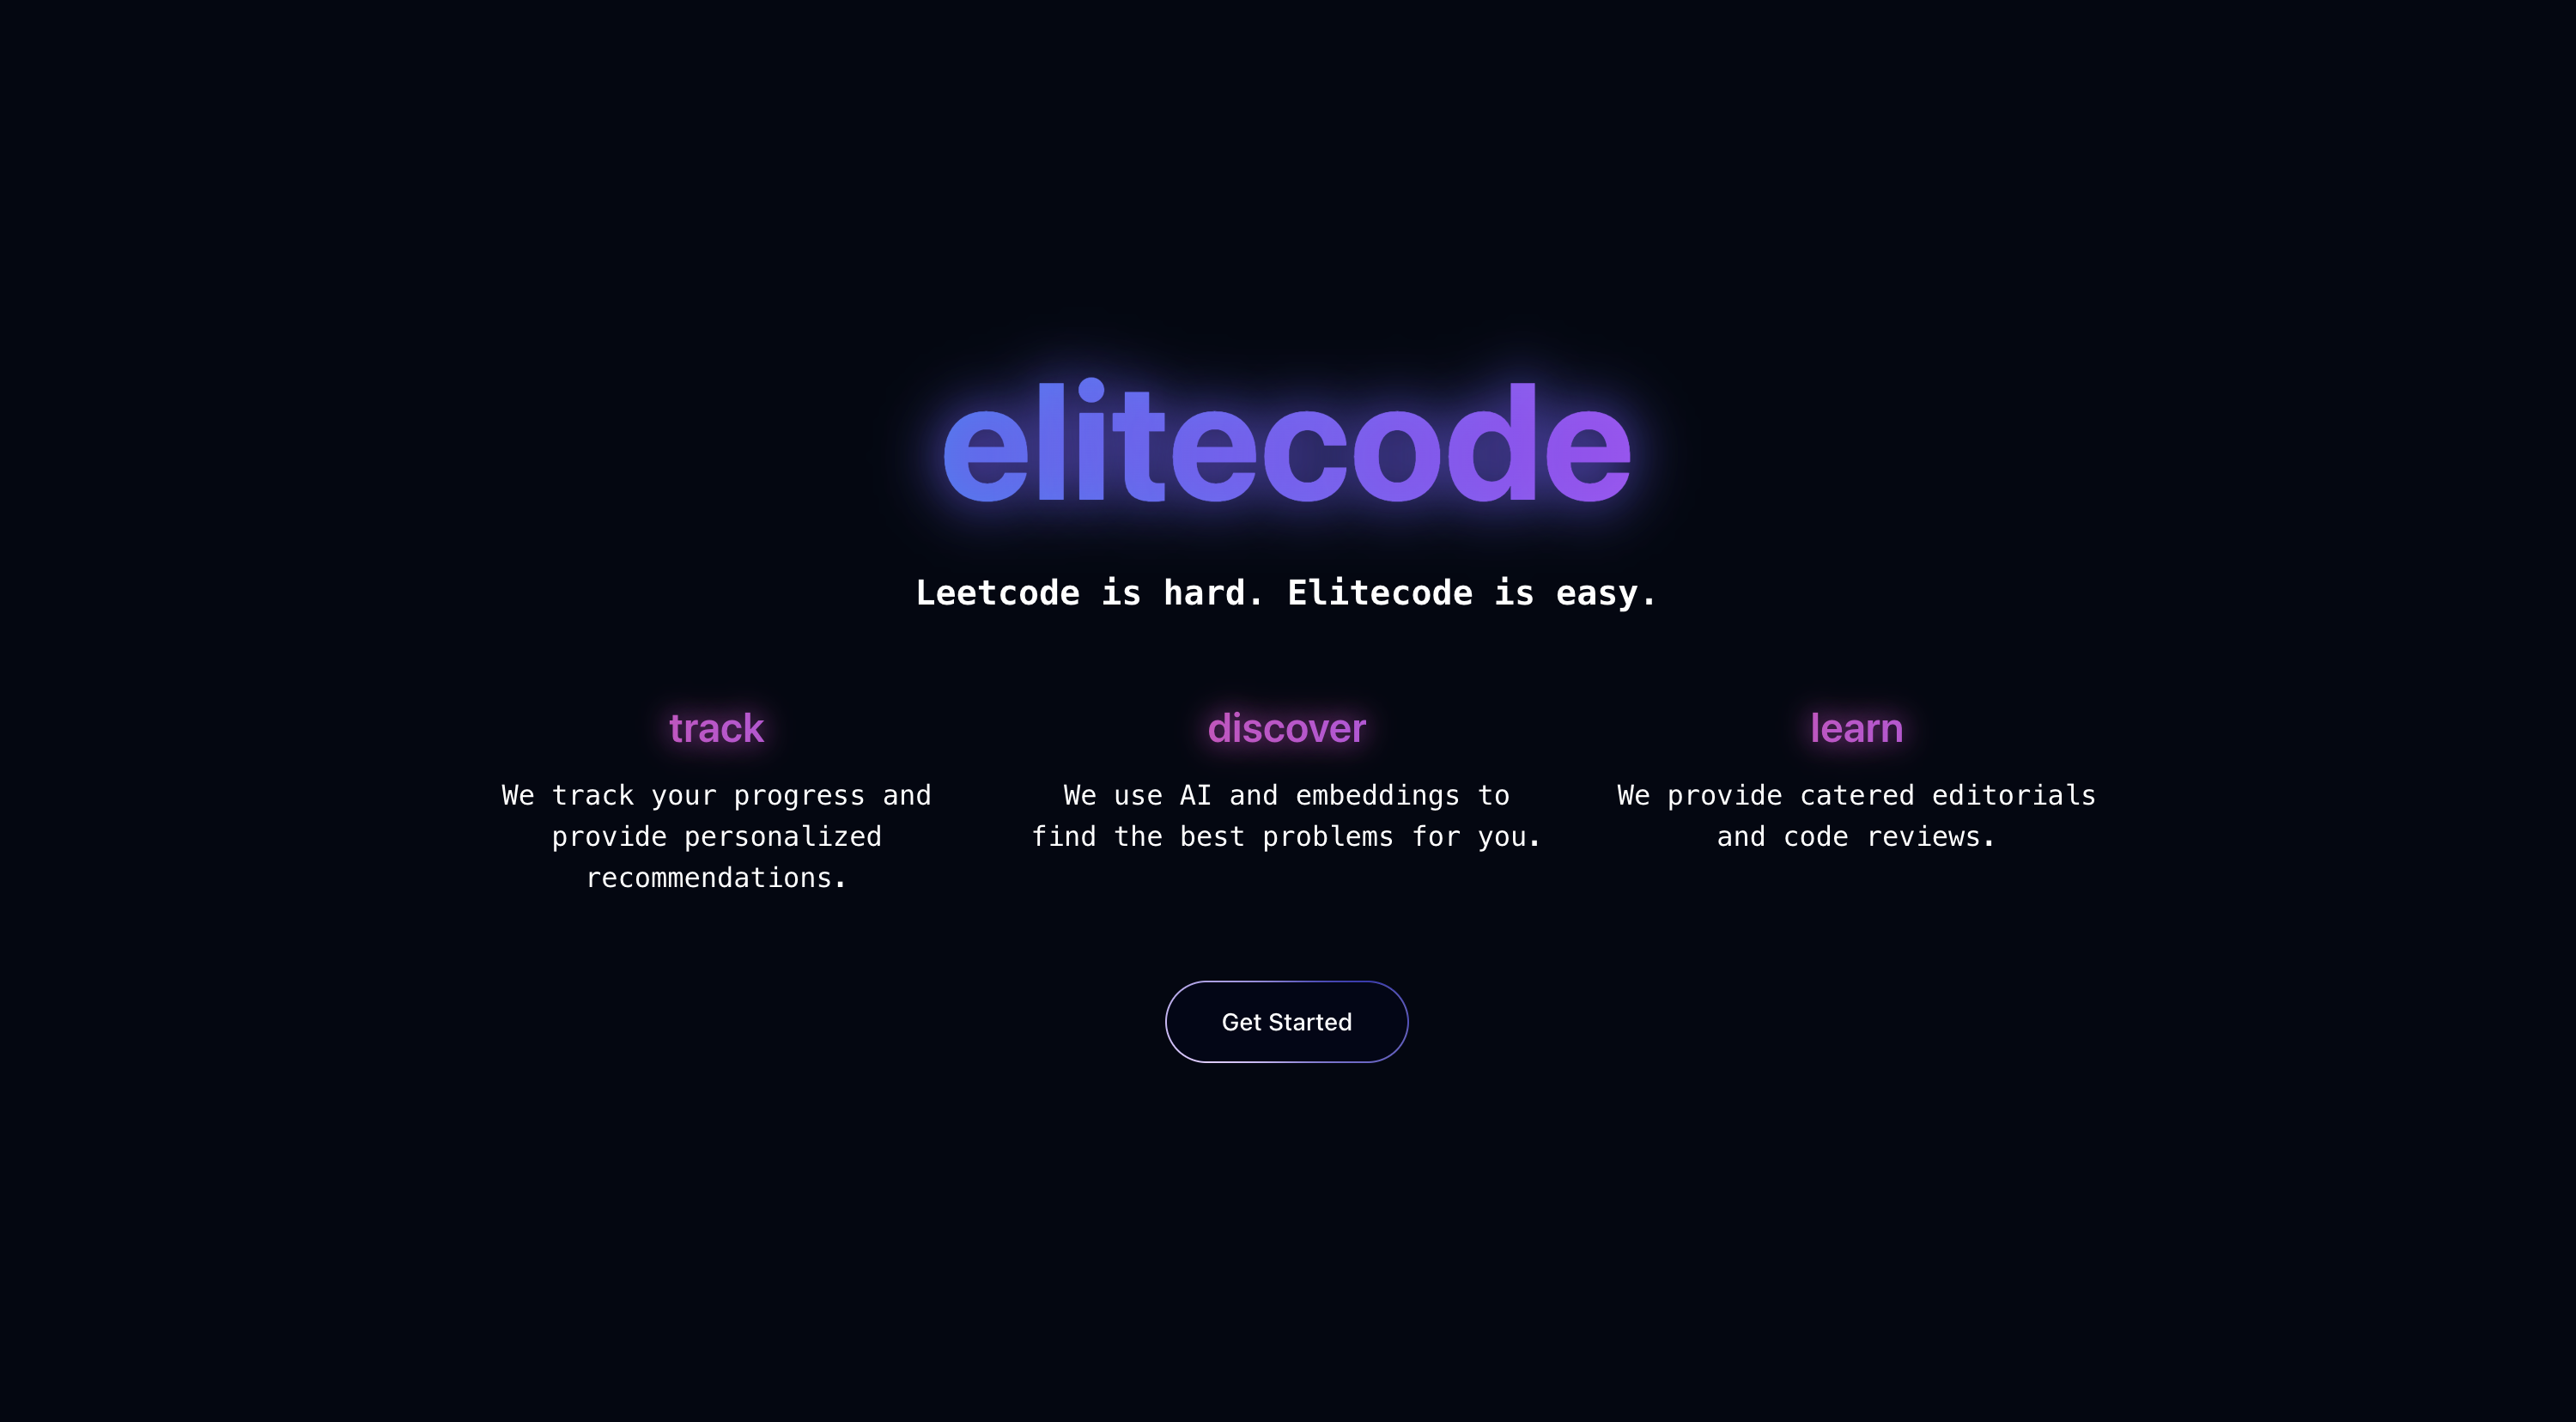 elitecode
Leetcode is hard. Elitecode is easy.
track
We track your progress and
provide personalized
recommendations.
discover
We use AI and embeddings to
find the best problems for you.
learn
We provide catered editorials
and code reviews.
Get Started